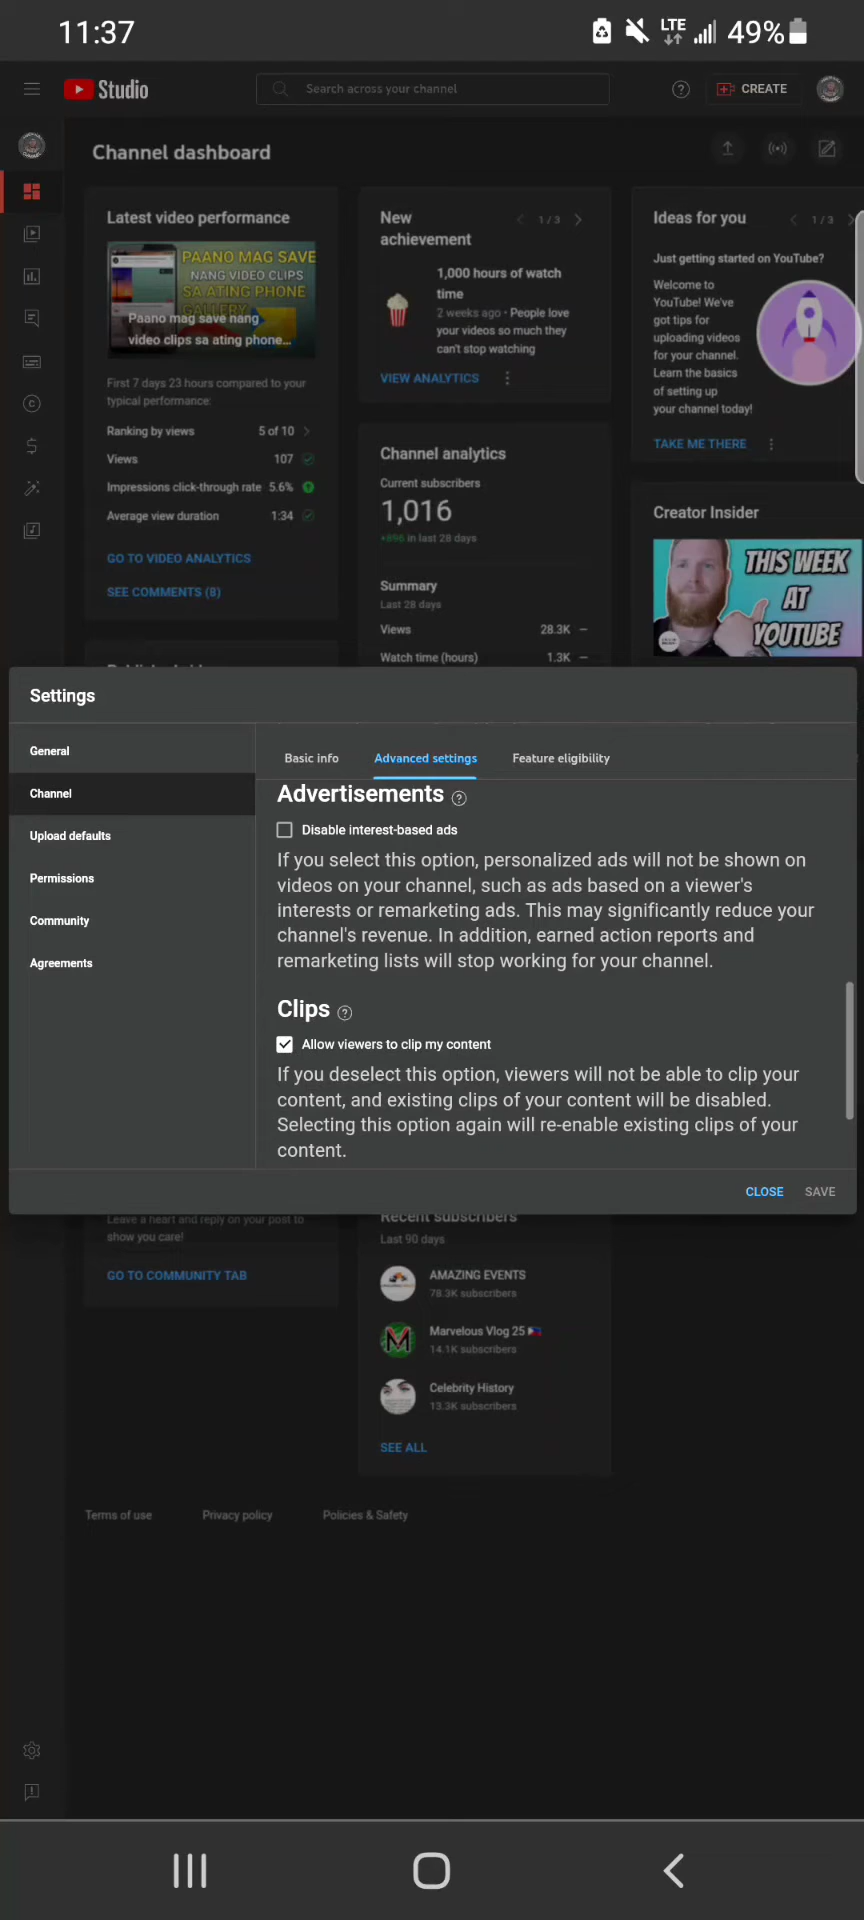 11:37
LTE
49%
Studio
Search across your channel
CREATE
Channel dashboard
Latest video performance
PAANO MAG SAVE
NANG VIDEO CLIPS
SA ATING PHONE
GALLERY
Paano mag save nang
video clips sa ating phone...
First 7 days 23 hours compared to your
typical performance:
Ranking by views 5 of 10
Views 107
Impressions click-through rate 5.6%
Average view duration 1:34
GO TO VIDEO ANALYTICS
SEE COMMENTS (8)
New
achievement
1 / 3
1,000 hours of watch
time
2 weeks ago • People love
your videos so much they
can't stop watching
VIEW ANALYTICS
Channel analytics
Current subscribers
1,016
+696 in last 28 days
Summary
Last 28 days
Views 28.3K —
Watch time (hours) 1.3K —
Ideas for you
1 / 3
Just getting started on YouTube?
Welcome to
YouTube! We've
got tips for
uploading videos
for your channel.
Learn the basics
of setting up
your channel today!
TAKE ME THERE
Creator Insider
THIS WEEK
AT
YOUTUBE
Settings
General
Channel
Upload defaults
Permissions
Community
Agreements
Basic info
Advanced settings
Feature eligibility
Advertisements
Disable interest-based ads
If you select this option, personalized ads will not be shown on
videos on your channel, such as ads based on a viewer's
interests or remarketing ads. This may significantly reduce your
channel's revenue. In addition, earned action reports and
remarketing lists will stop working for your channel.
Clips
Allow viewers to clip my content
If you deselect this option, viewers will not be able to clip your
content, and existing clips of your content will be disabled.
Selecting this option again will re-enable existing clips of your
content.
CLOSE
SAVE
Leave a heart and reply on your post to
show you care!
GO TO COMMUNITY TAB
Recent subscribers
Last 90 days
AMAZING EVENTS
78.3K subscribers
Marvelous Vlog 25
14.1K subscribers
Celebrity History
13.3K subscribers
SEE ALL
Terms of use
Privacy policy
Policies & Safety